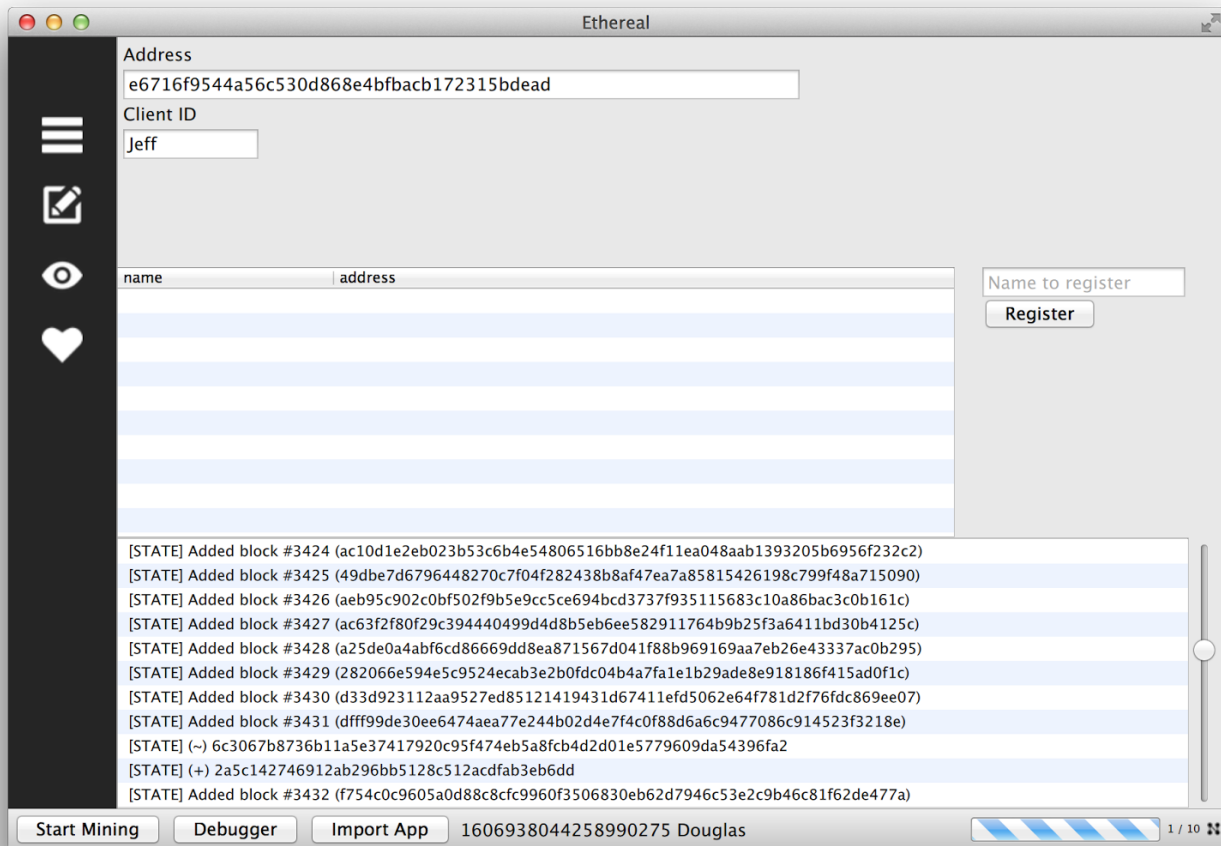 Ethereal
Address
e6716f9544a56c530d868e4bfbacb172315bdead
Client ID
Jeff
name address
Name to register
Register
[STATE] Added block #3424 (ac10d1e2eb023b53c6b4e54806516bb8e24f11ea048aab1393205b6956f232c2)
[STATE] Added block #3425 (49dbe7d6796448270c7f04f282438b8af47ea7a85815426198c799f48a715090)
[STATE] Added block #3426 (aeb95c902c0bf502f9b5e9cc5ce694bcd3737f935115683c10a86bac3c0b161c)
[STATE] Added block #3427 (ac63f2f80f29c394440499d4d8b5eb6ee582911764b9b25f3a6411bd30b4125c)
[STATE] Added block #3428 (a25de0a4abf6cd86669dd8ea871567d041f88b969169aa7eb26e43337ac0b295)
[STATE] Added block #3429 (282066e594e5c9524ecab3e2b0fdc04b4a7fa1e1b29ade8e918186f415ad0f1c)
[STATE] Added block #3430 (d33d923112aa9527ed85121419431d67411efd5062e64f781d2f76fdc869ee07)
[STATE] Added block #3431 (dfff99de30ee6474aea77e244b02d4e7f4c0f88d6a6c9477086c914523f3218e)
[STATE] (~) 6c3067b8736b11a5e37417920c95f474eb5a8fcb4d2d01e5779609da54396fa2
[STATE] (+) 2a5c142746912ab296bb5128c512acdfab3eb6dd
[STATE] Added block #3432 (f754c0c9605a0d88c8cfc9960f3506830eb62d7946c53e2c9b46c81f62de477a)
Start Mining Debugger Import App 1606938044258990275 Douglas 1 / 10